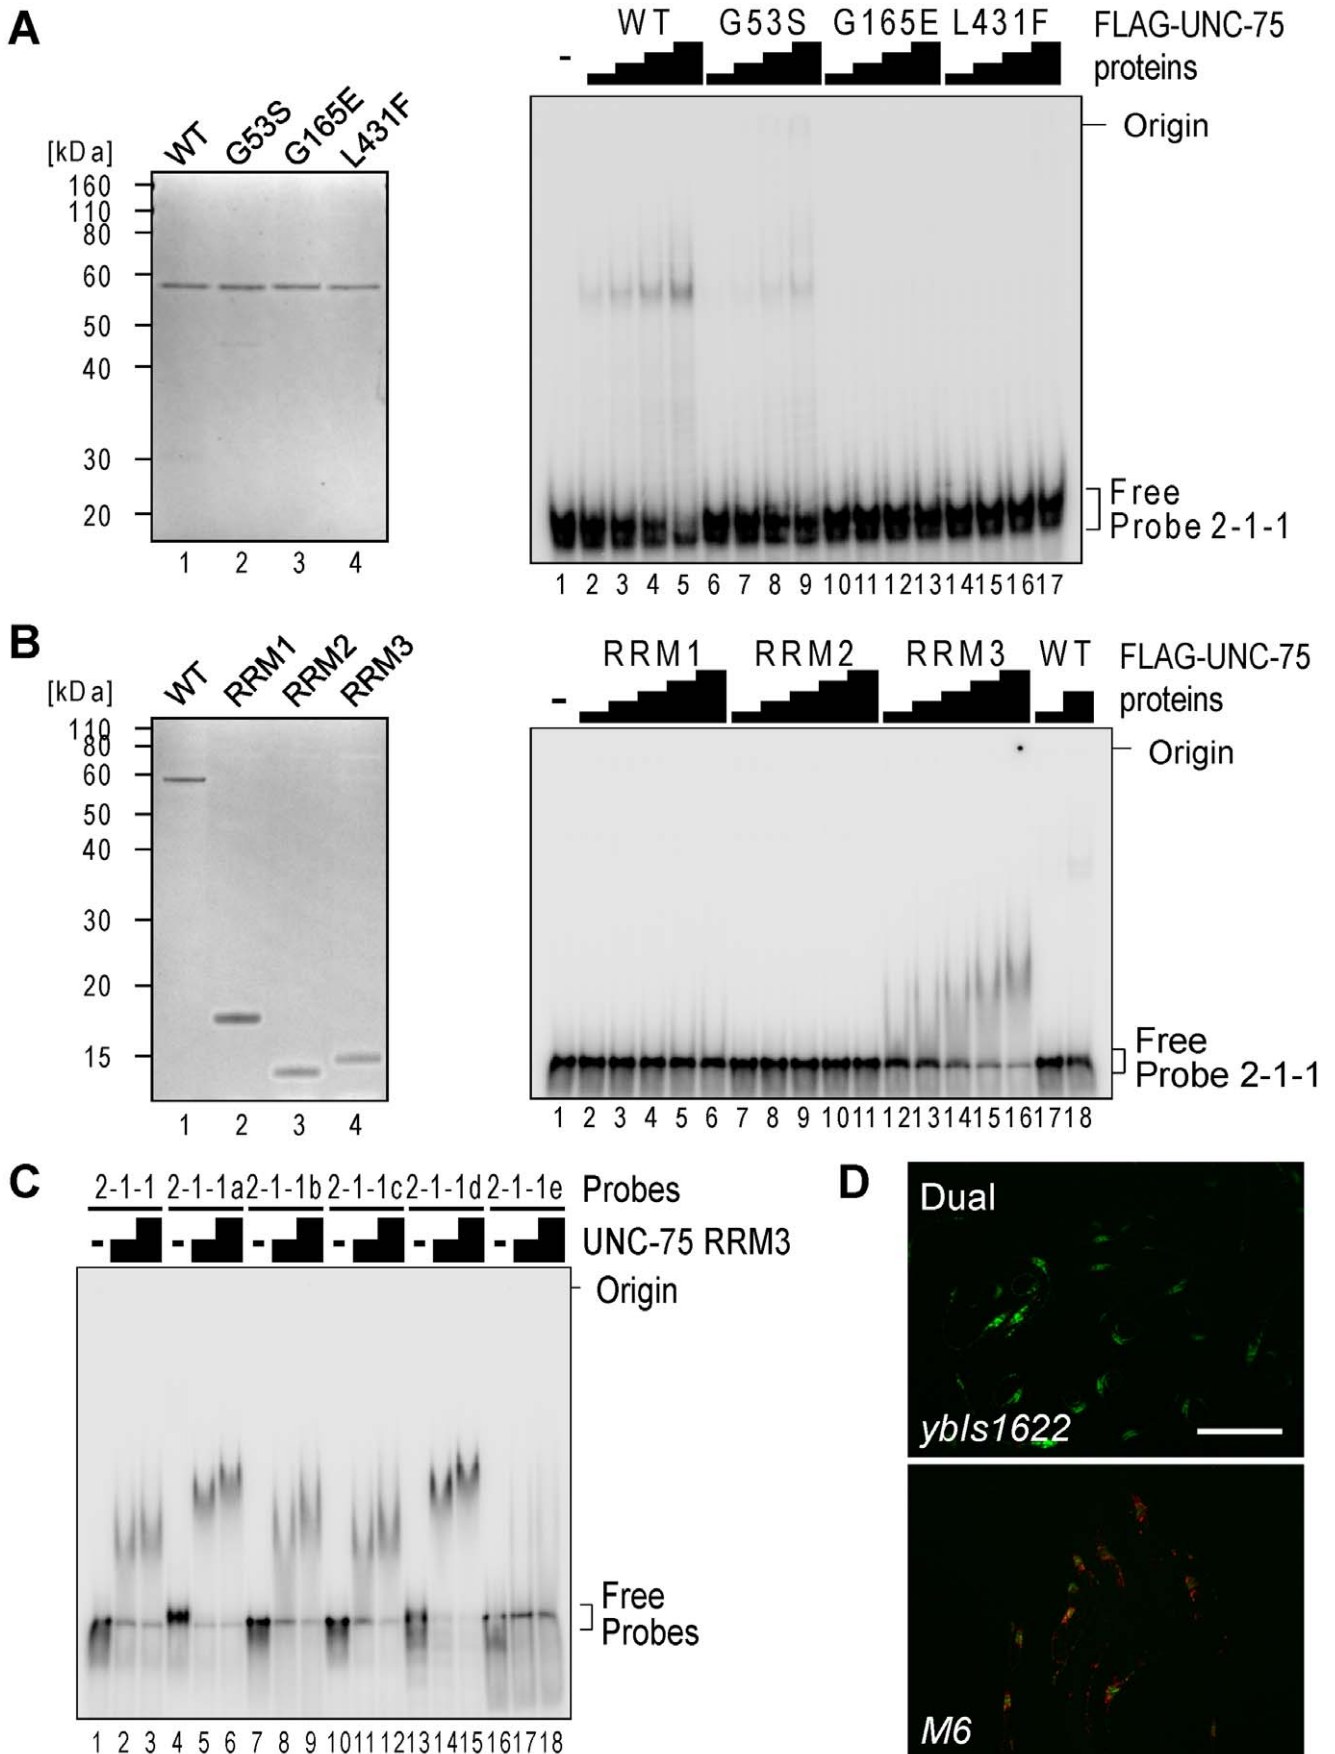 A
WT G53S G165E L431F
[kDa]
160
110
80
60
50
40
30
20
1 2 3 4
WT G53S G165E L431F FLAG-UNC-75
- proteins
Origin
Free
Probe 2-1-1
1 2 3 4 5 6 7 8 9 10 11 12 13 14 15 16 17
B
WT RRM1 RRM2 RRM3
[kDa]
110
80
60
50
40
30
20
15
1 2 3 4
RRM1 RRM2 RRM3 WT FLAG-UNC-75
- proteins
Origin
Free
Probe 2-1-1
1 2 3 4 5 6 7 8 9 10 11 12 13 14 15 16 17 18
C
2-1-1 2-1-1a 2-1-1b 2-1-1c 2-1-1d 2-1-1e Probes
- - - - - - UNC-75 RRM3
Origin
Free
Probes
1 2 3 4 5 6 7 8 9 10 11 12 13 14 15 16 17 18
D
Dual
ybIs1622
M6